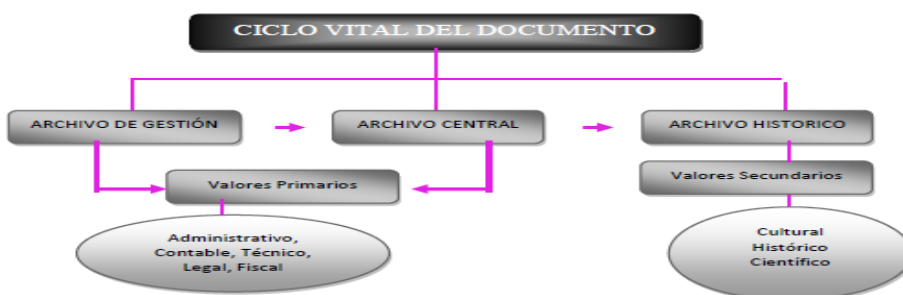 CICLO VITAL DEL DOCUMENTO
ARCHIVO DE GESTIÓN
ARCHIVO CENTRAL
ARCHIVO HISTORICO
Valores Primarios
Valores Secundarios
Administrativo,
Contable, Técnico,
Legal, Fiscal
Cultural
Histórico
Científico